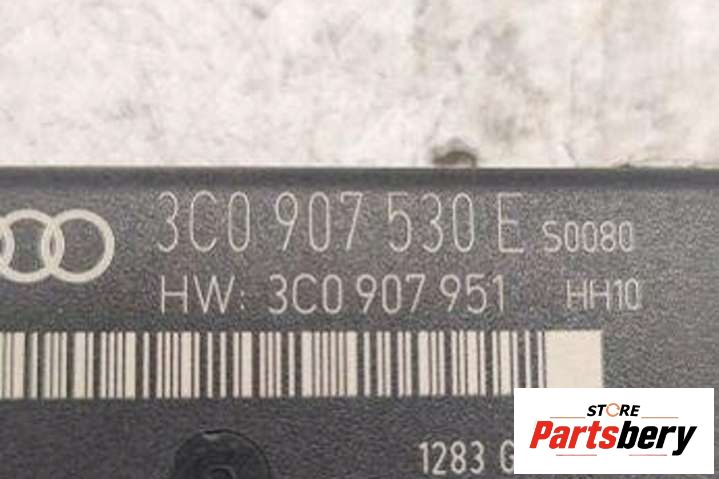 3C0 907 530 E S0080
HW: 3C0 907 951 HH10
1283 G
STORE
Partsbery